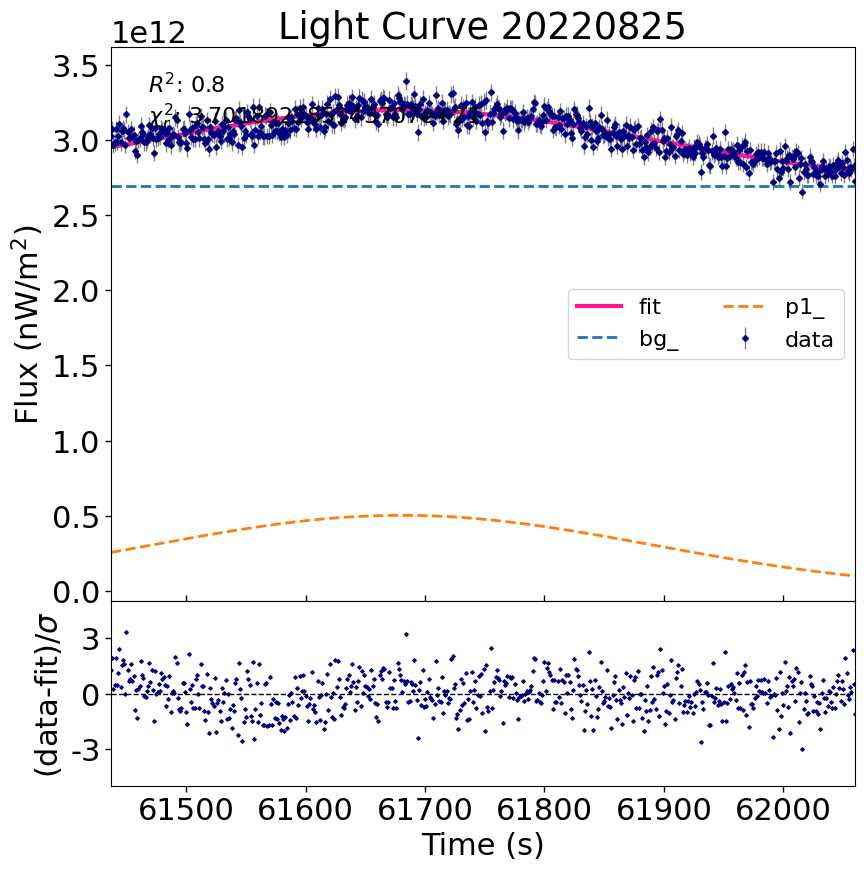 Light Curve 20220825
1e12
R²: 0.8
3.5
3.0
2.5
2.0
1.5
1.0
0.5
0.0
Flux (nW/m²)
fit
bg_
p1_
data
3
0
-3
(data-fit)/σ
61500 61600 61700 61800 61900 62000
Time (s)